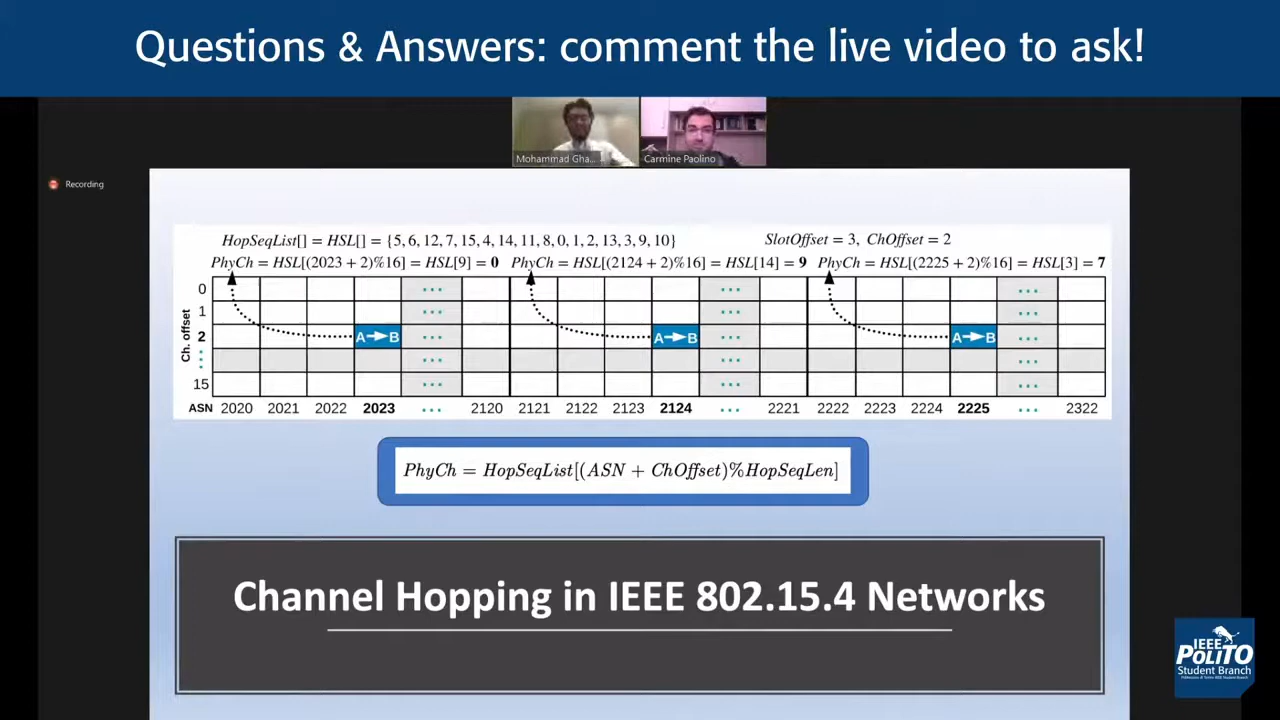 Questions & Answers: comment the live video to ask!
Mohammad Gha...
Carmine Paolino
Recording
HopSeqList[] = HSL[] = {5, 6, 12, 7, 15, 4, 14, 11, 8, 0, 1, 2, 13, 3, 9, 10}
SlotOffset = 3, ChOffset = 2
PhyCh = HSL[(2023 + 2)%16] = HSL[9] = 0
PhyCh = HSL[(2124 + 2)%16] = HSL[14] = 9
PhyCh = HSL[(2225 + 2)%16] = HSL[3] = 7
Ch. offset
0 ... ... ...
1 ... ... ...
2 A→B ... A→B ... A→B ...
⋮ ... ... ...
15 ... ... ...
ASN 2020 2021 2022 2023 ... 2120 2121 2122 2123 2124 ... 2221 2222 2223 2224 2225 ... 2322
PhyCh = HopSeqList[(ASN + ChOffset)%HopSeqLen]
Channel Hopping in IEEE 802.15.4 Networks
IEEE
POLITO
Student Branch